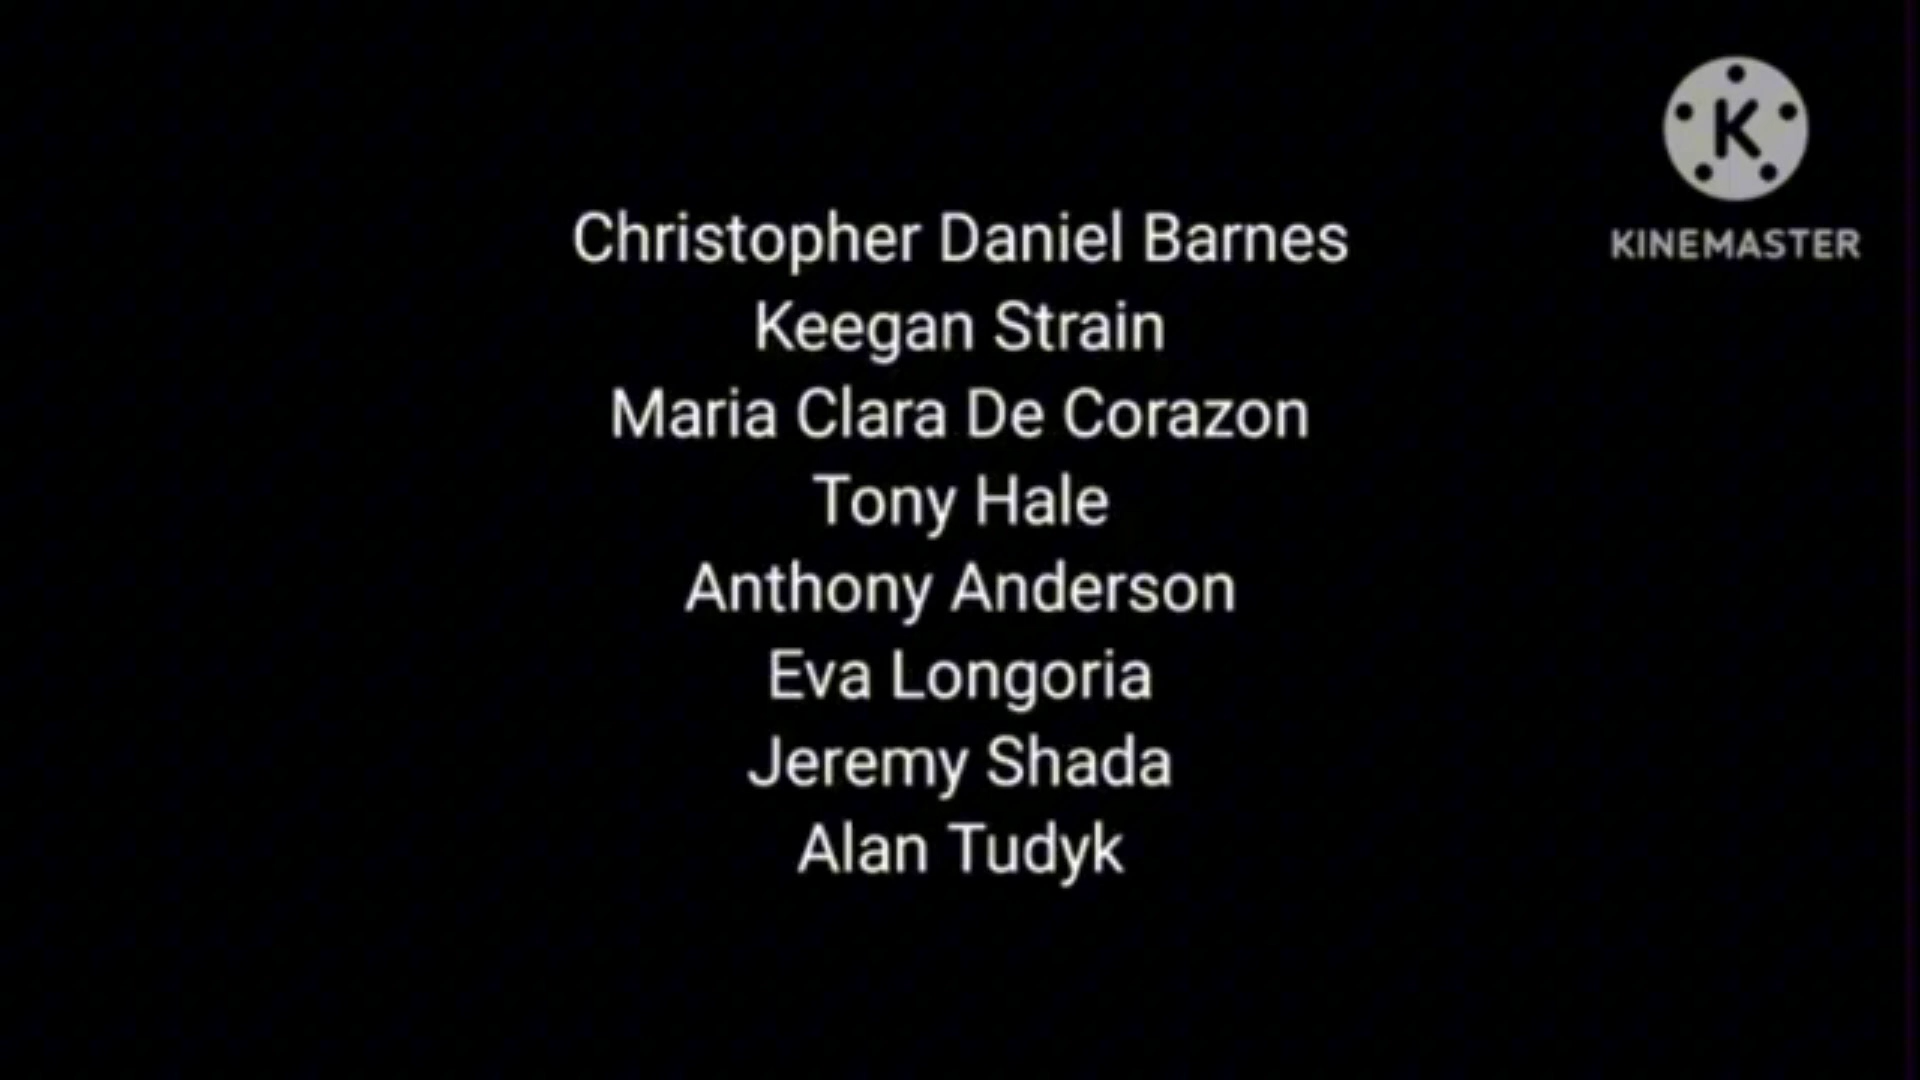 Christopher Daniel Barnes
Keegan Strain
Maria Clara De Corazon
Tony Hale
Anthony Anderson
Eva Longoria
Jeremy Shada
Alan Tudyk
K
KINEMASTER